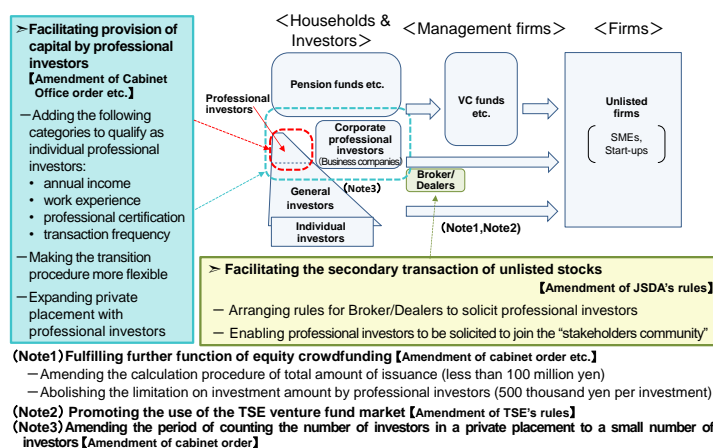 ➣Facilitating provision of
capital by professional
investors
【Amendment of Cabinet
Office order etc.】
－Adding the following
categories to qualify as
individual professional
investors:
• annual income
• work experience
• professional certification
• transaction frequency
－Making the transition
procedure more flexible
－Expanding private
placement with
professional investors
＜Households &
Investors＞
＜Management firms＞
＜Firms＞
Pension funds etc.
Professional
investors
Corporate
professional
investors
(Business companies)
(Note3)
General
investors
Individual
investors
VC funds
etc.
Broker/
Dealers
(Note1,Note2)
Unlisted
firms
SMEs,
Start-ups
➣ Facilitating the secondary transaction of unlisted stocks
【Amendment of JSDA's rules】
－ Arranging rules for Broker/Dealers to solicit professional investors
－ Enabling professional investors to be solicited to join the "stakeholders community"
(Note1)Fulfilling further function of equity crowdfunding【Amendment of cabinet order etc.】
－Amending the calculation procedure of total amount of issuance (less than 100 million yen)
－Abolishing the limitation on investment amount by professional investors (500 thousand yen per investment)
(Note2) Promoting the use of the TSE venture fund market【Amendment of TSE's rules】
(Note3)Amending the period of counting the number of investors in a private placement to a small number of
investors【Amendment of cabinet order】